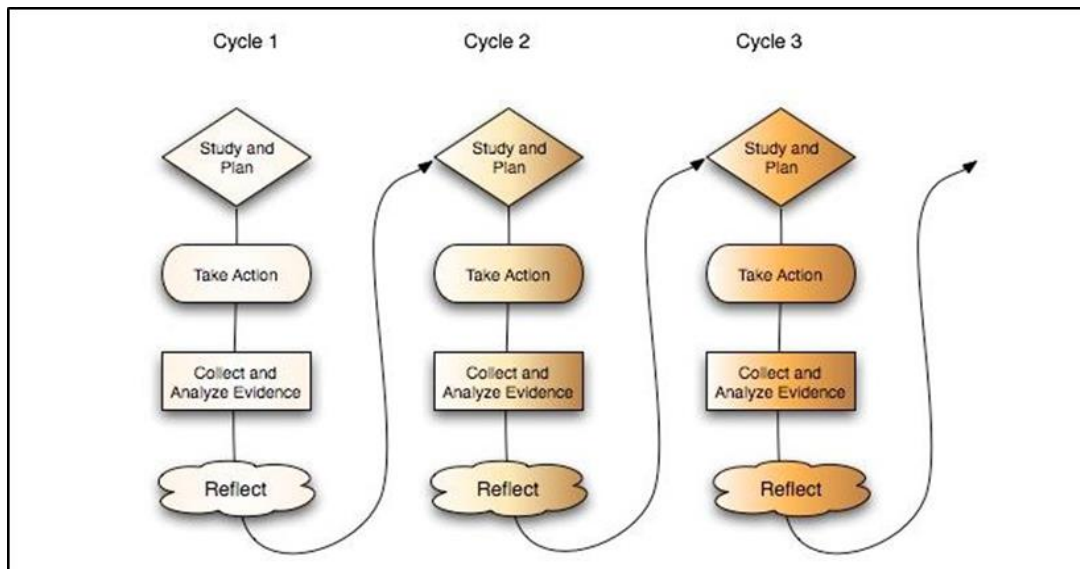 Cycle 1
Study and
Plan
Take Action
Collect and
Analyze Evidence
Reflect
Cycle 2
Study and
Plan
Take Action
Collect and
Analyze Evidence
Reflect
Cycle 3
Study and
Plan
Take Action
Collect and
Analyze Evidence
Reflect